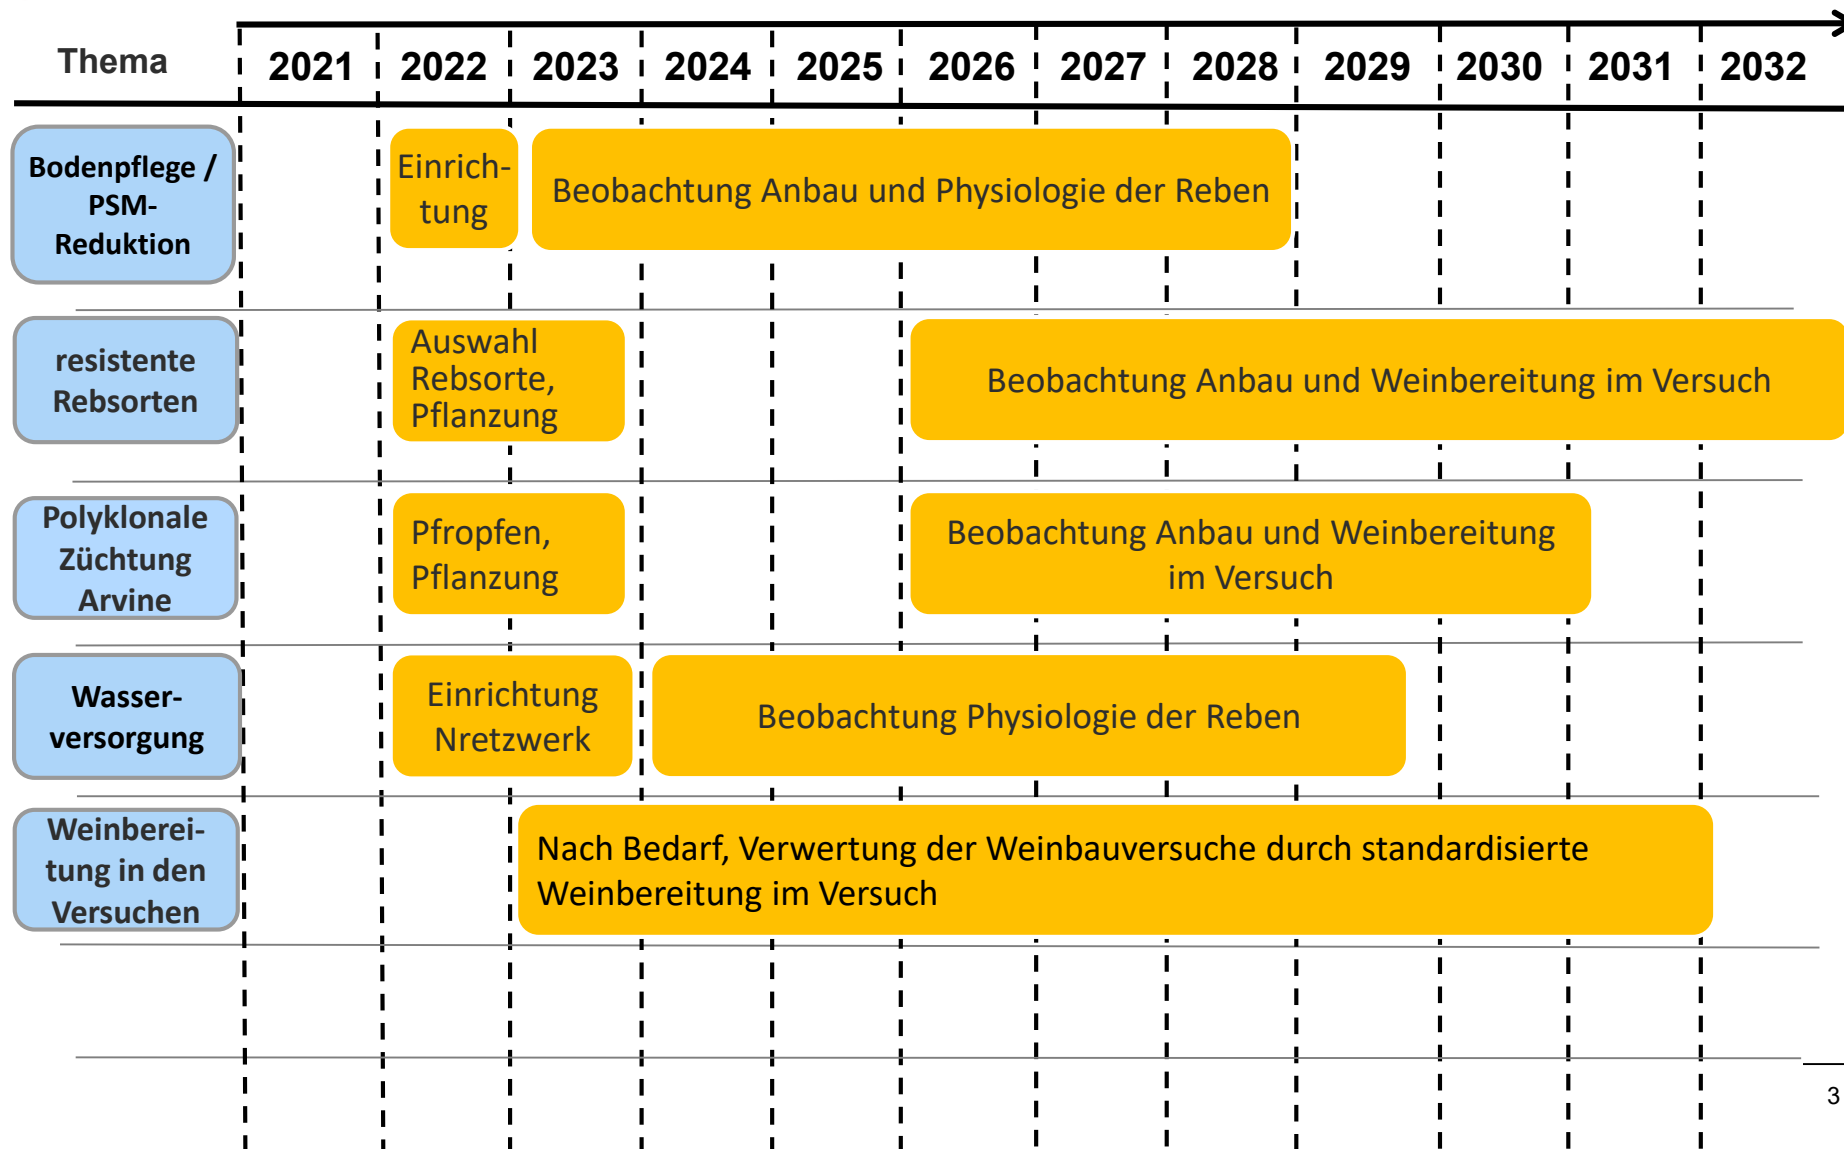 Thema 2021 2022 2023 2024 2025 2026 2027 2028 2029 2030 2031 2032
Bodenpflege /
PSM-
Reduktion
Einrich-
tung
Beobachtung Anbau und Physiologie der Reben
resistente
Rebsorten
Auswahl
Rebsorte,
Pflanzung
Beobachtung Anbau und Weinbereitung im Versuch
Polyklonale
Züchtung
Arvine
Pfropfen,
Pflanzung
Beobachtung Anbau und Weinbereitung
im Versuch
Wasser-
versorgung
Einrichtung
Nretzwerk
Beobachtung Physiologie der Reben
Weinberei-
tung in den
Versuchen
Nach Bedarf, Verwertung der Weinbauversuche durch standardisierte
Weinbereitung im Versuch
3